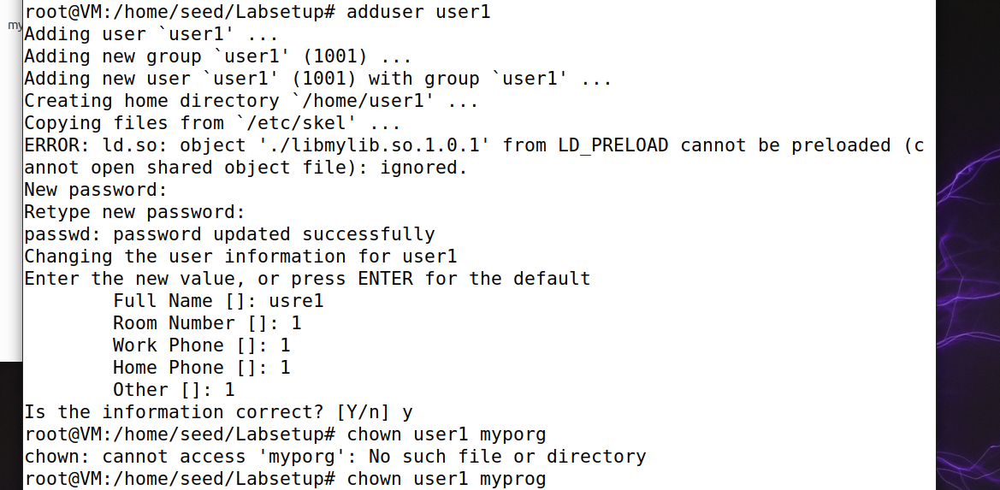 my
root@VM:/home/seed/Labsetup# adduser user1
Adding user `user1' ...
Adding new group `user1' (1001) ...
Adding new user `user1' (1001) with group `user1' ...
Creating home directory `/home/user1' ...
Copying files from `/etc/skel' ...
ERROR: ld.so: object './libmylib.so.1.0.1' from LD_PRELOAD cannot be preloaded (c
annot open shared object file): ignored.
New password:
Retype new password:
passwd: password updated successfully
Changing the user information for user1
Enter the new value, or press ENTER for the default
        Full Name []: usre1
        Room Number []: 1
        Work Phone []: 1
        Home Phone []: 1
        Other []: 1
Is the information correct? [Y/n] y
root@VM:/home/seed/Labsetup# chown user1 myporg
chown: cannot access 'myporg': No such file or directory
root@VM:/home/seed/Labsetup# chown user1 myprog